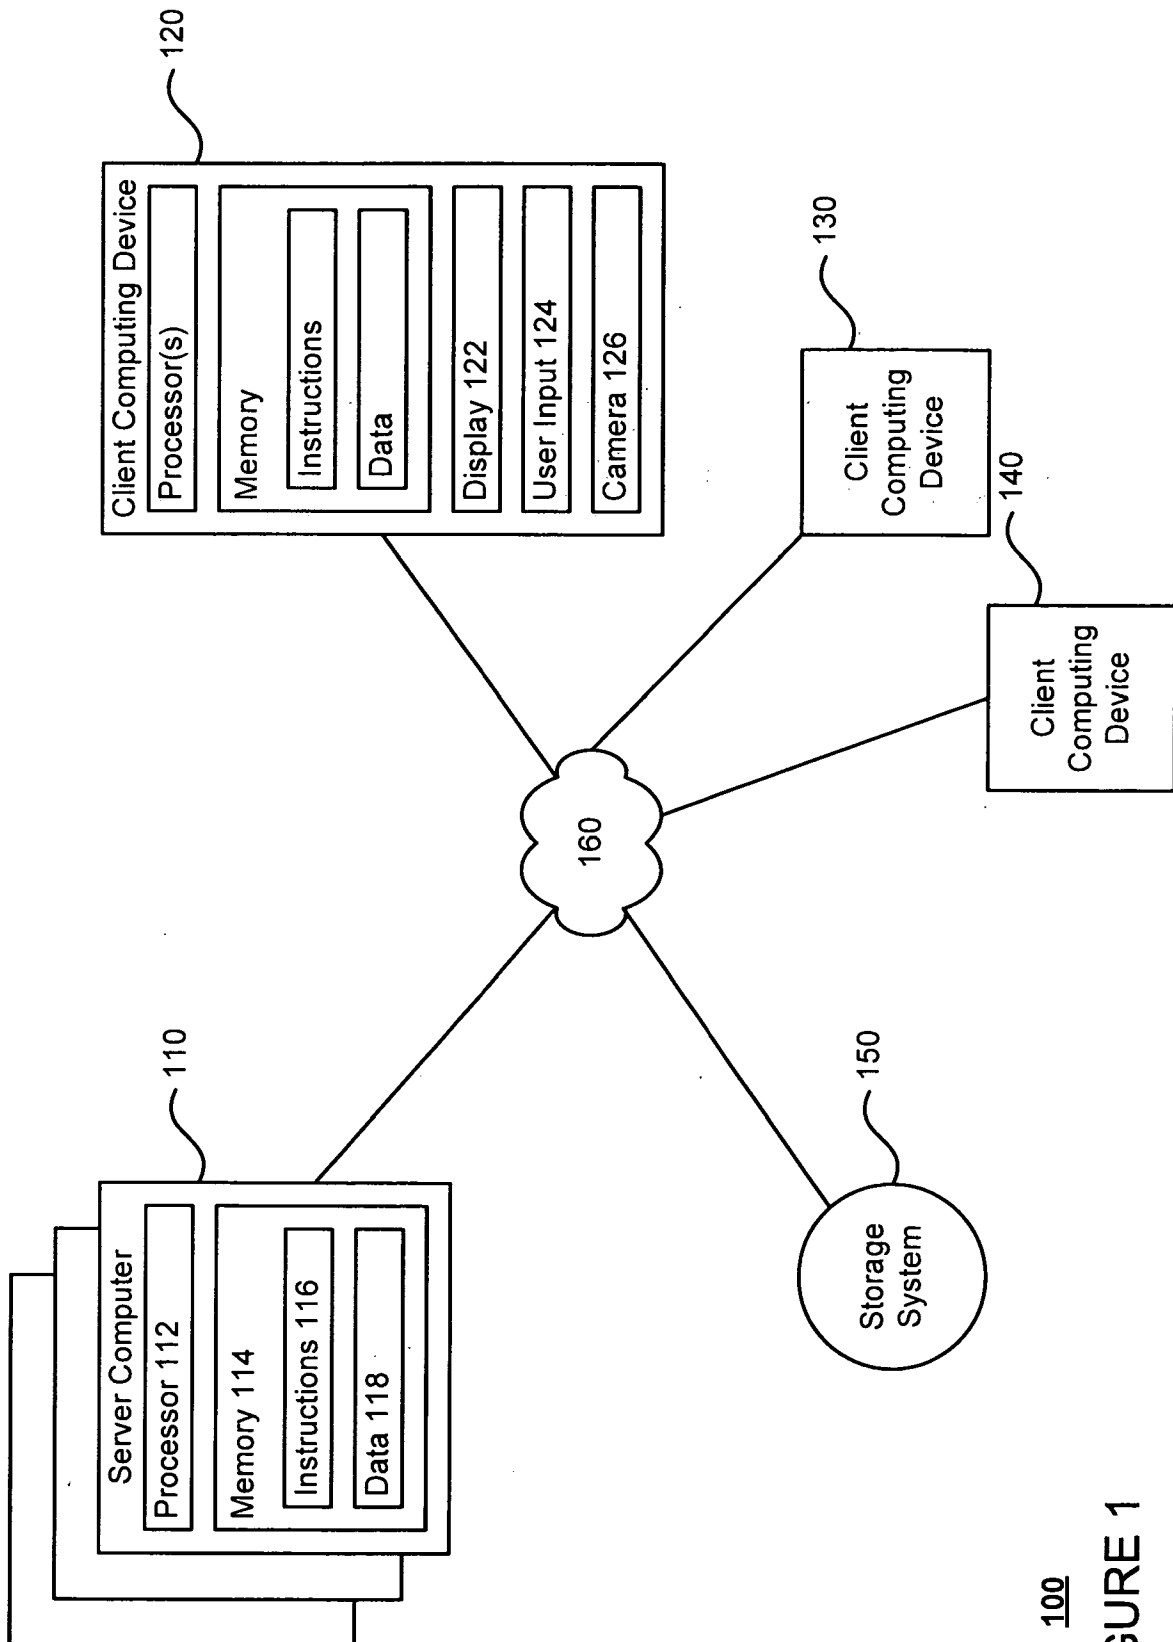 Server Computer
Processor 112
Memory 114
Instructions 116
Data 118
110
Client Computing Device
Processor(s)
Memory
Instructions
Data
Display 122
User Input 124
Camera 126
120
160
Storage
System
150
Client
Computing
Device
140
Client
Computing
Device
130
100